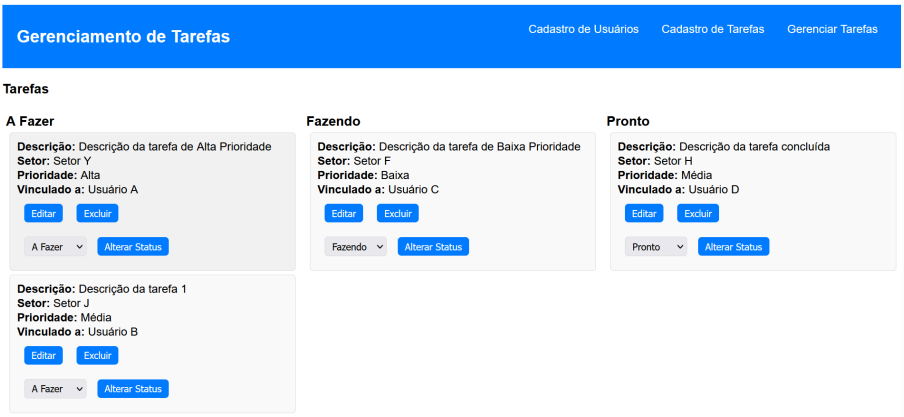 Gerenciamento de Tarefas
Cadastro de Usuários Cadastro de Tarefas Gerenciar Tarefas
Tarefas
A Fazer
Descrição: Descrição da tarefa de Alta Prioridade
Setor: Setor Y
Prioridade: Alta
Vinculado a: Usuário A
Editar Excluir
A Fazer Alterar Status
Descrição: Descrição da tarefa 1
Setor: Setor J
Prioridade: Média
Vinculado a: Usuário B
Editar Excluir
A Fazer Alterar Status
Fazendo
Descrição: Descrição da tarefa de Baixa Prioridade
Setor: Setor F
Prioridade: Baixa
Vinculado a: Usuário C
Editar Excluir
Fazendo Alterar Status
Pronto
Descrição: Descrição da tarefa concluída
Setor: Setor H
Prioridade: Média
Vinculado a: Usuário D
Editar Excluir
Pronto Alterar Status